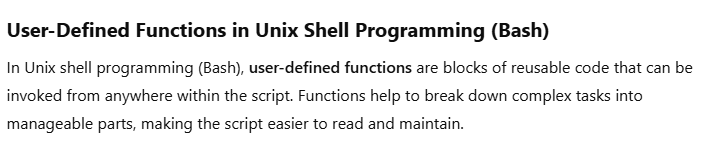 User-Defined Functions in Unix Shell Programming (Bash)
In Unix shell programming (Bash), user-defined functions are blocks of reusable code that can be
invoked from anywhere within the script. Functions help to break down complex tasks into
manageable parts, making the script easier to read and maintain.